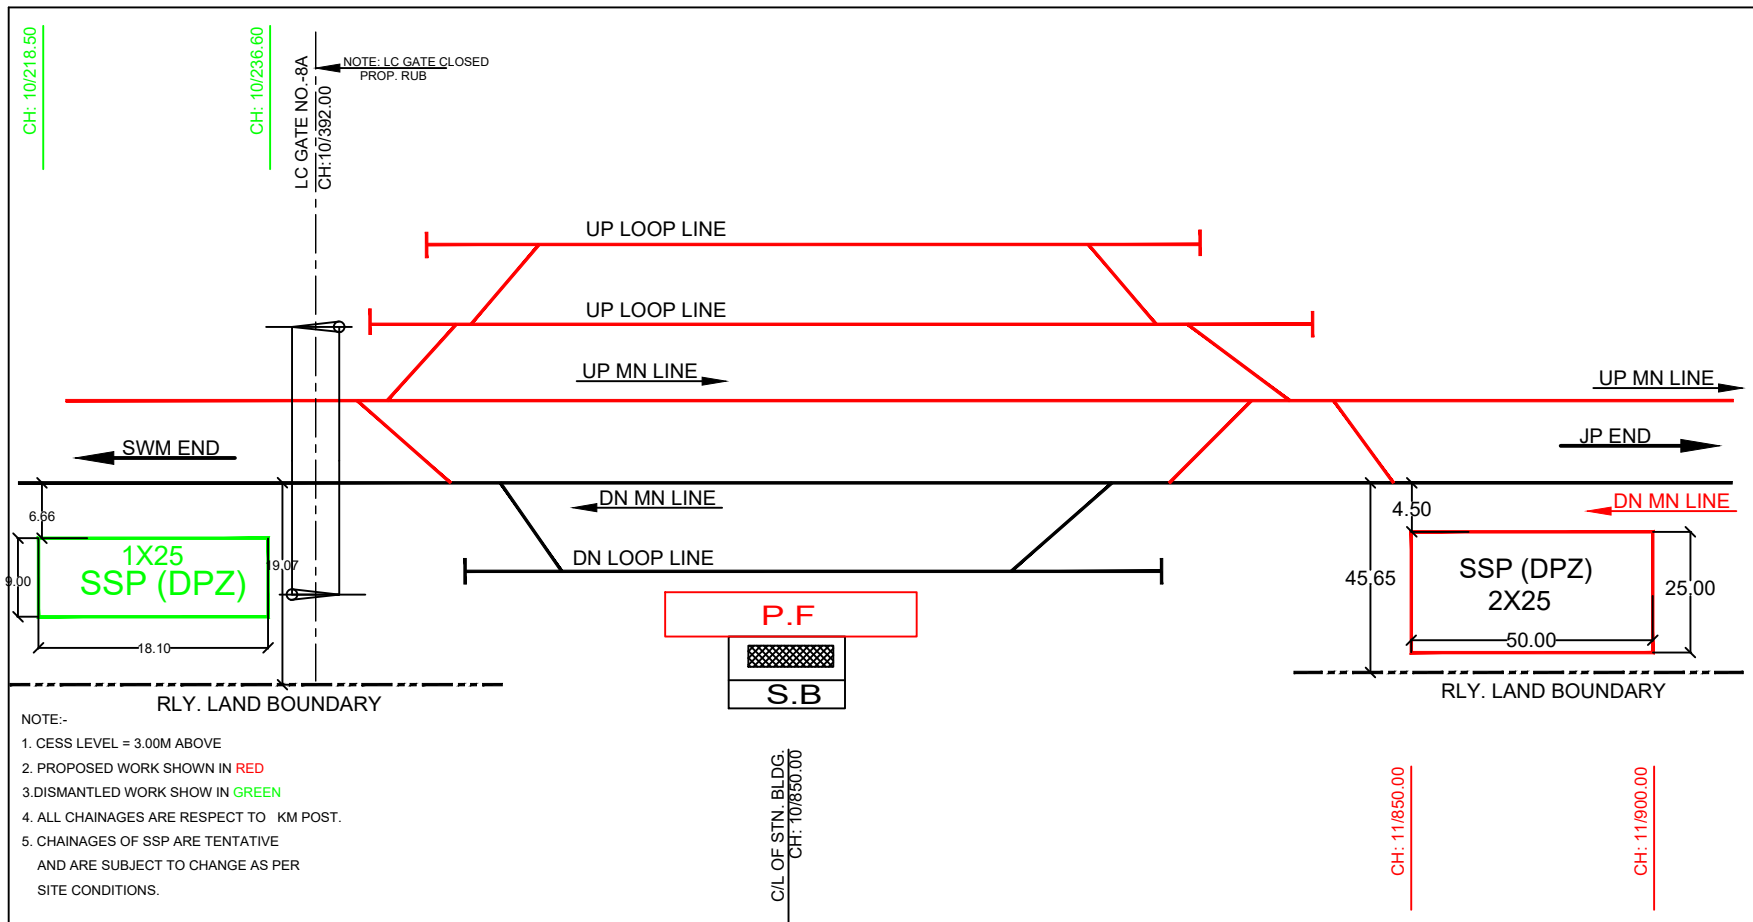 CH: 10/218.50
CH: 10/236.60
LC GATE NO.-8A
CH:10/392.00
NOTE: LC GATE CLOSED
PROP. RUB
UP LOOP LINE
UP LOOP LINE
UP MN LINE
UP MN LINE
SWM END
JP END
DN MN LINE
DN MN LINE
DN LOOP LINE
6.66
9.00
1X25
SSP (DPZ)
19.07
18.10
P.F
S.B
4.50
45.65
SSP (DPZ)
2X25
25.00
50.00
RLY. LAND BOUNDARY
RLY. LAND BOUNDARY
NOTE:-
1. CESS LEVEL = 3.00M ABOVE
2. PROPOSED WORK SHOWN IN RED
3.DISMANTLED WORK SHOW IN GREEN
4. ALL CHAINAGES ARE RESPECT TO KM POST.
5. CHAINAGES OF SSP ARE TENTATIVE
AND ARE SUBJECT TO CHANGE AS PER
SITE CONDITIONS.
C/L OF STN. BLDG.
CH: 10/850.00
CH: 11/850.00
CH: 11/900.00